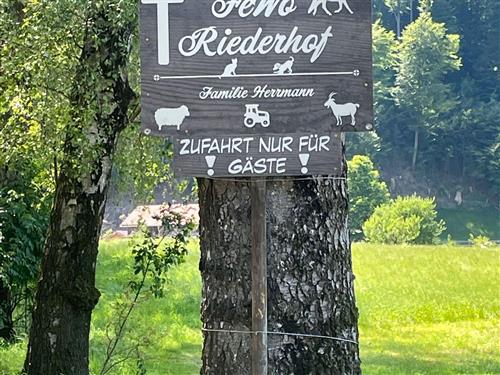 FeWo
Riederhof
Familie Herrmann
ZUFAHRT NUR FÜR
! GÄSTE !